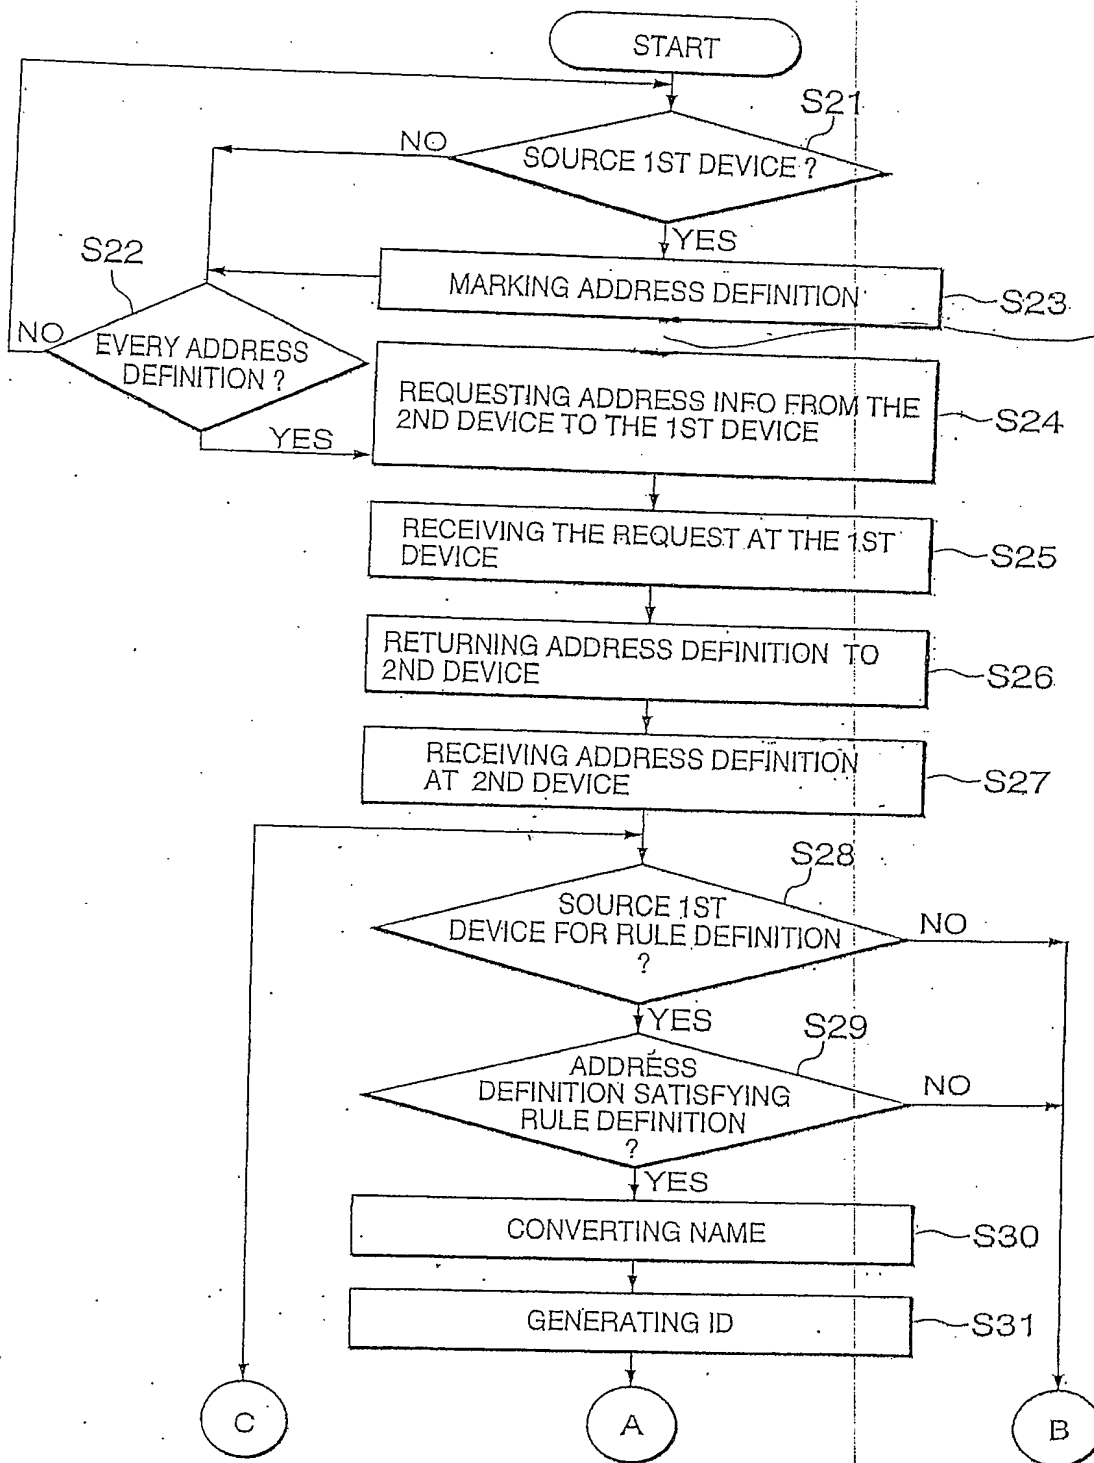 START
S21
NO
SOURCE 1ST DEVICE ?
YES
S22
MARKING ADDRESS DEFINITION
S23
NO
EVERY ADDRESS
DEFINITION ?
REQUESTING ADDRESS INFO FROM THE
2ND DEVICE TO THE 1ST DEVICE
S24
YES
RECEIVING THE REQUEST AT THE 1ST
DEVICE
S25
RETURNING ADDRESS DEFINITION TO
2ND DEVICE
S26
RECEIVING ADDRESS DEFINITION
AT 2ND DEVICE
S27
S28
SOURCE 1ST
DEVICE FOR RULE DEFINITION
?
NO
YES
S29
ADDRESS
DEFINITION SATISFYING
RULE DEFINITION
?
NO
YES
CONVERTING NAME
S30
GENERATING ID
S31
C
A
B